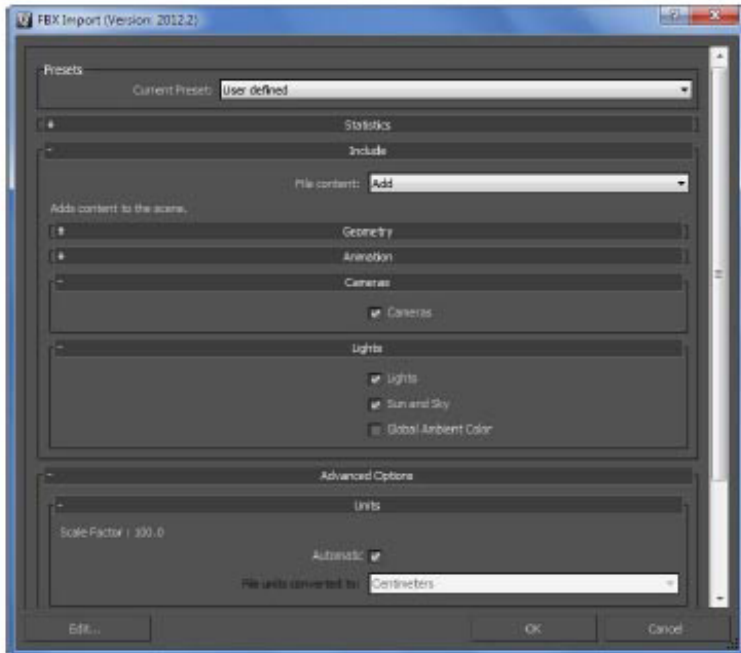 FBX Import (Version: 2012.2)
Presets
Current Preset: User defined
+ Statistics
- Include
File content: Add
Adds content to the scene.
+ Geometry
+ Animation
- Cameras
Cameras
- Lights
Lights
Sun and Sky
Global Ambient Color
- Advanced Options
- Units
Scale Factor : 100.0
Automatic
File units converted to: Centimeters
Edit... OK Cancel